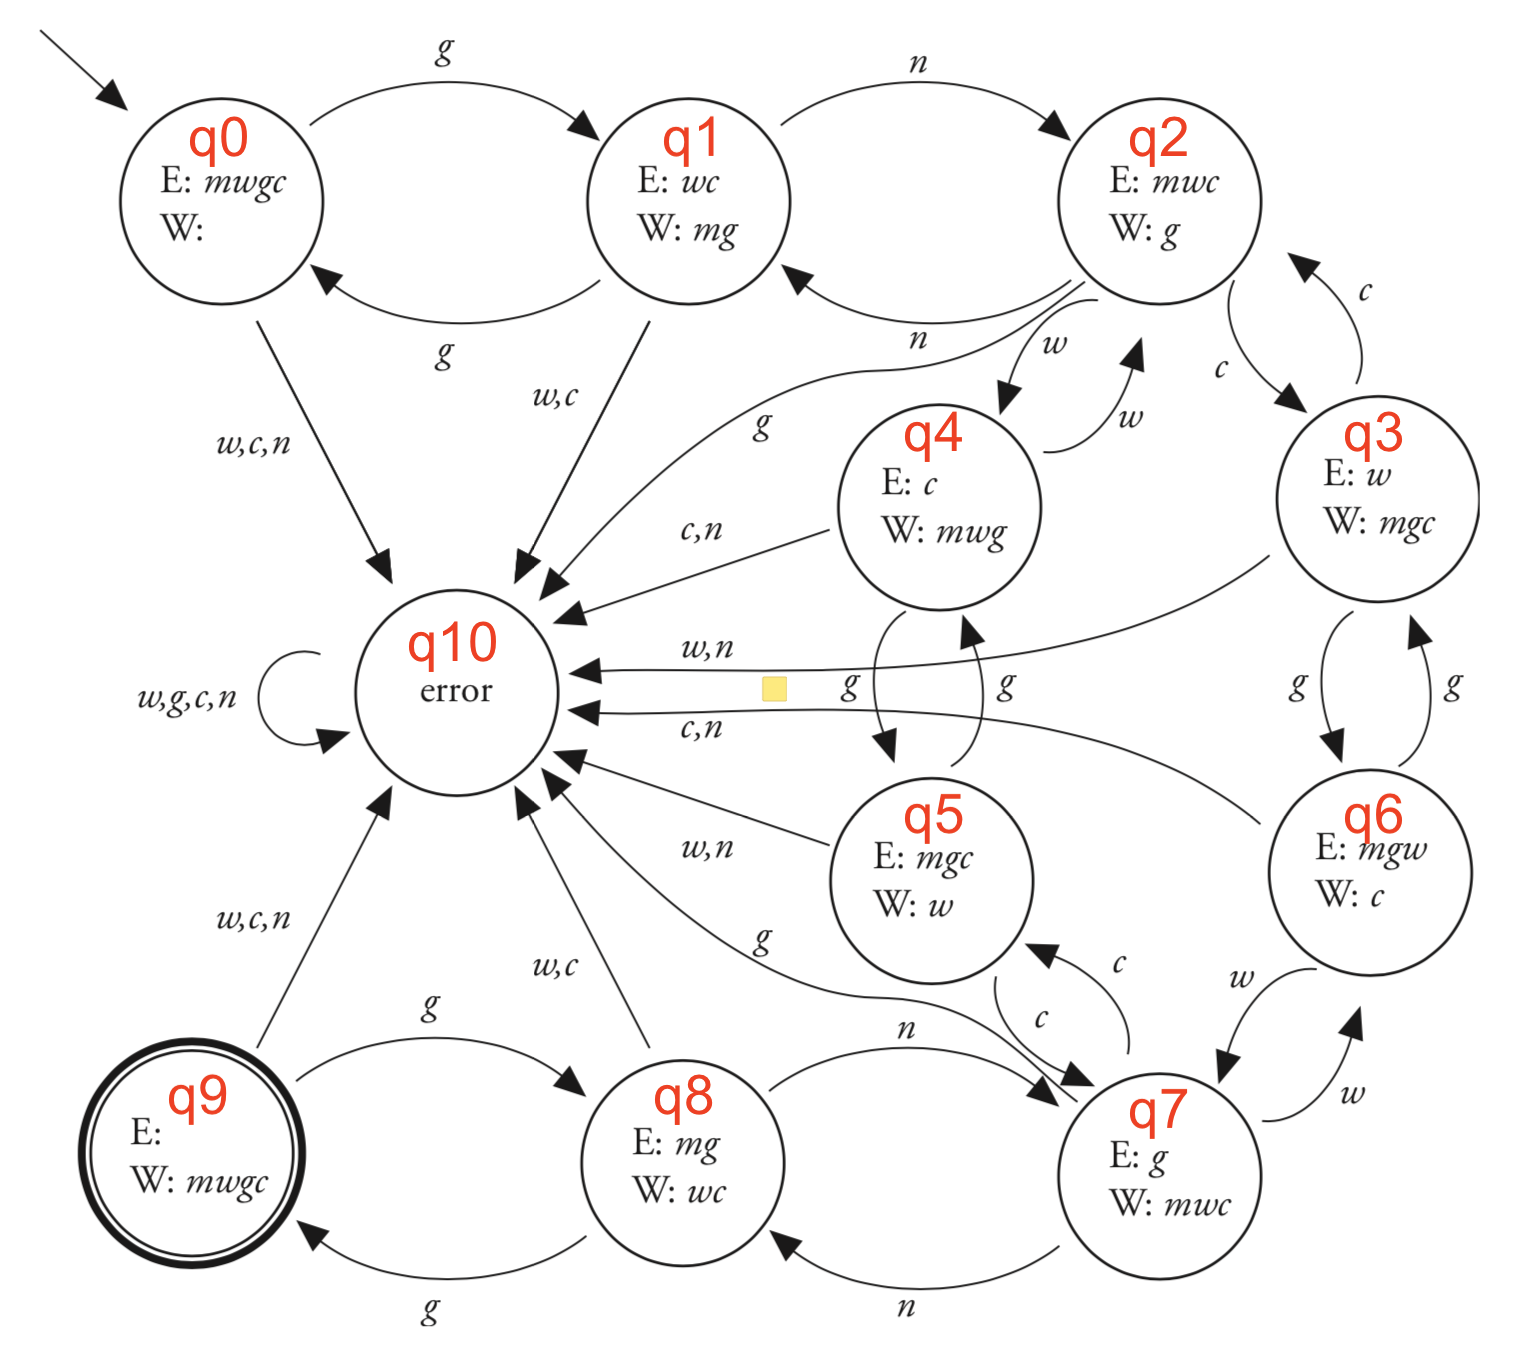 g
n
q0
E: mwgc
W:
q1
E: wc
W: mg
q2
E: mwc
W: g
g
n
w
w
c
c
w,c,n
w,c
g
q4
E: c
W: mwg
q3
E: w
W: mgc
c,n
q10
error
w,g,c,n
w,n
g
g
g
g
c,n
w,n
q5
E: mgc
W: w
q6
E: mgw
W: c
w,c,n
w,c
g
c
c
w
w
g
n
q9
E:
W: mwgc
q8
E: mg
W: wc
q7
E: g
W: mwc
g
n